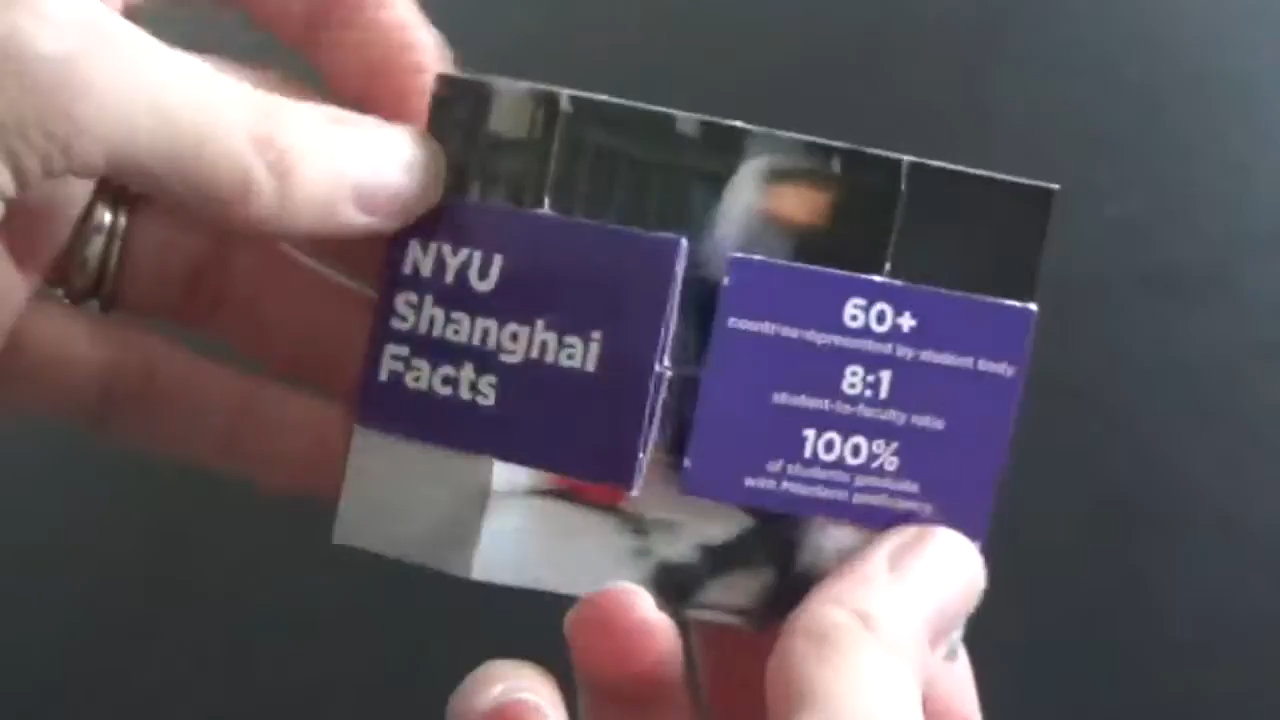 NYU
Shanghai
Facts
60+
countries represented by student body
8:1
student-to-faculty ratio
100%
of students graduate
with Mandarin proficiency